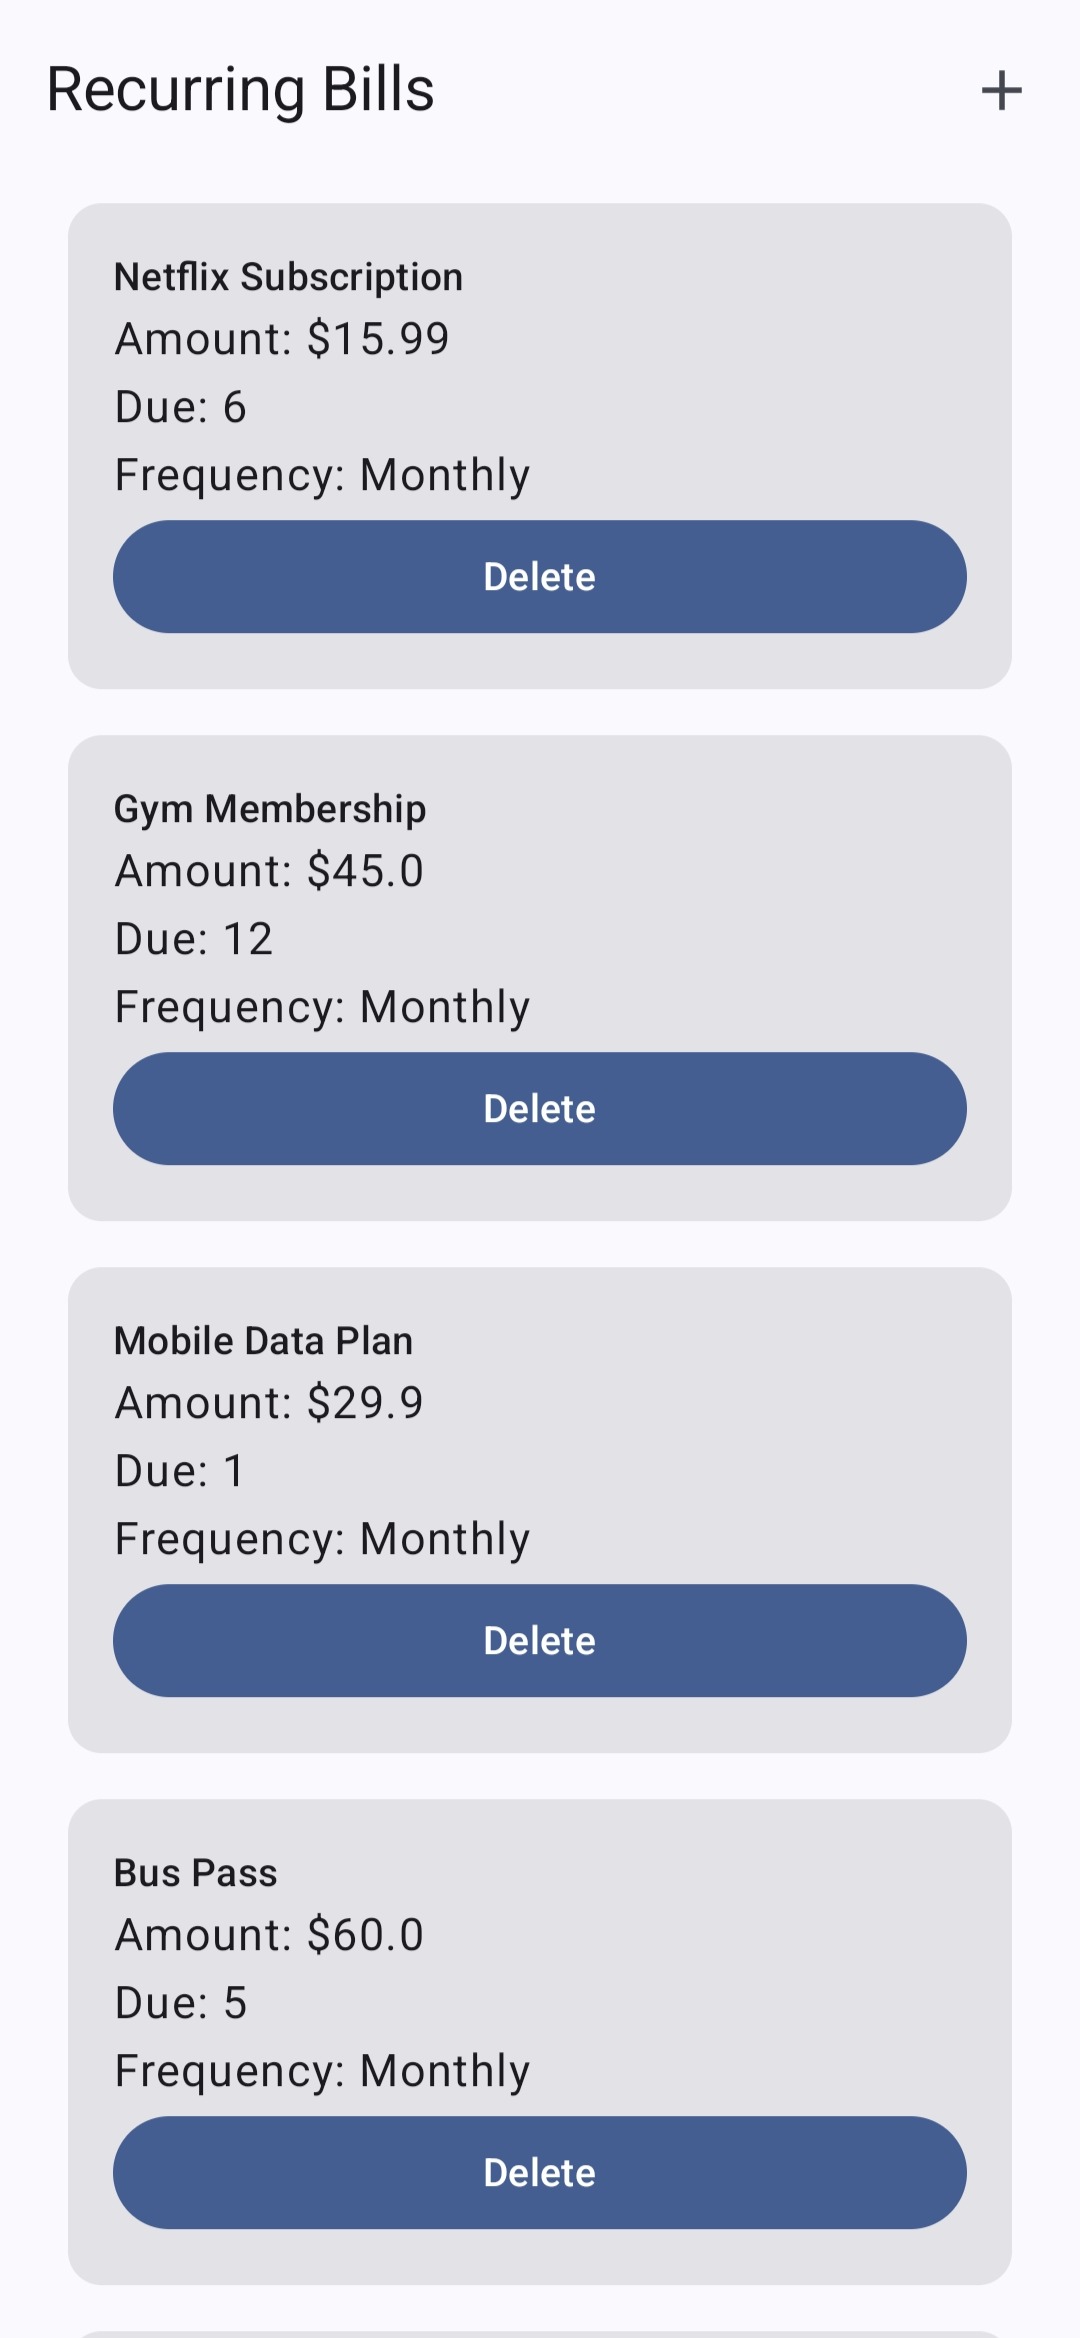 Recurring Bills
Netflix Subscription
Amount: $15.99
Due: 6
Frequency: Monthly
Delete
Gym Membership
Amount: $45.0
Due: 12
Frequency: Monthly
Delete
Mobile Data Plan
Amount: $29.9
Due: 1
Frequency: Monthly
Delete
Bus Pass
Amount: $60.0
Due: 5
Frequency: Monthly
Delete